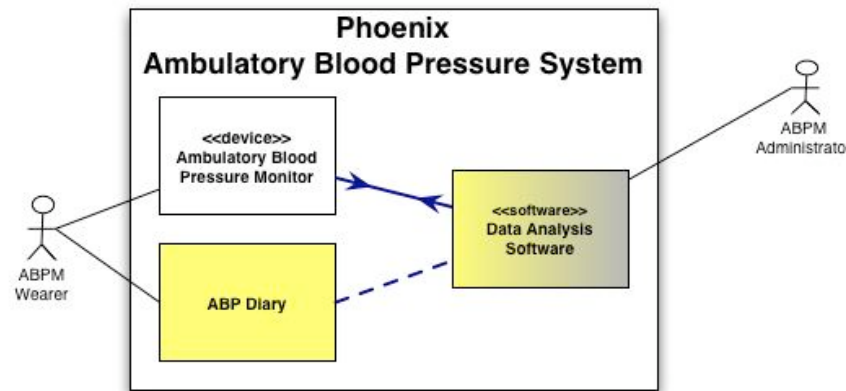 Phoenix
Ambulatory Blood Pressure System
<<device>>
Ambulatory Blood
Pressure Monitor
ABPM
Administrato
<<software>>
Data Analysis
Software
ABPM
Wearer
ABP Diary